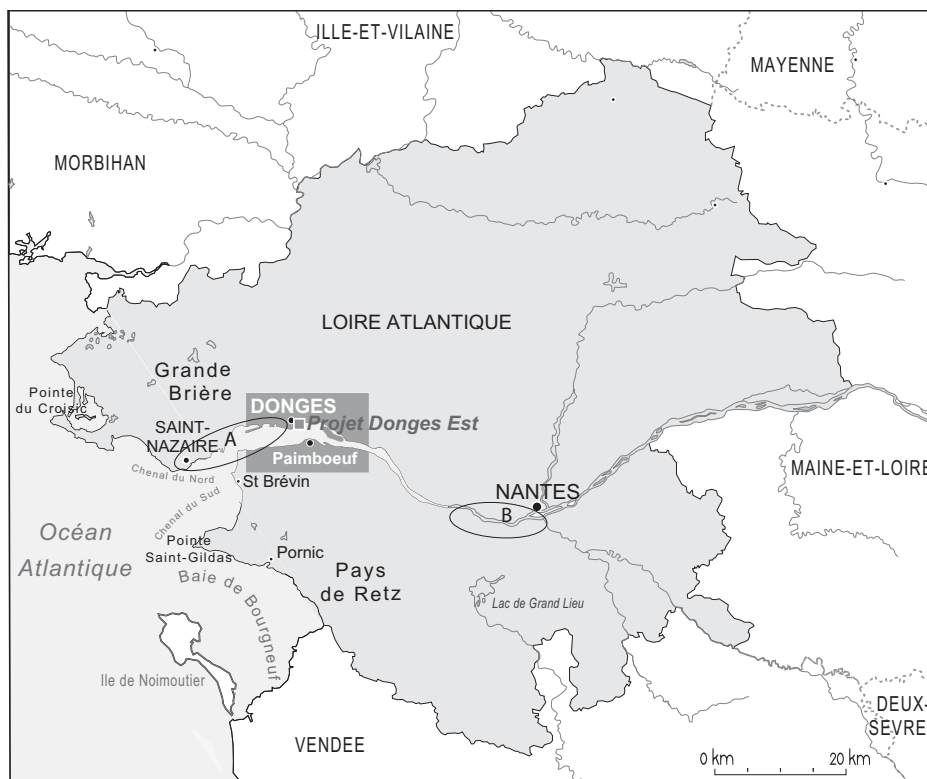 ILLE-ET-VILAINE
MAYENNE
MORBIHAN
LOIRE ATLANTIQUE
Grande
Brière
Pointe
du Croisic
DONGES
Projet Donges Est
SAINT-
NAZAIRE
A
Paimboeuf
Chenal du Nord
St Brévin
Chenal du Sud
NANTES
B
MAINE-ET-LOIRE
Océan
Atlantique
Pointe
Saint-Gildas
Pornic
Baie de Bourgneuf
Pays
de Retz
Lac de Grand Lieu
Ile de Noimoutier
VENDEE
DEUX-
SEVRE
0 km
20 km